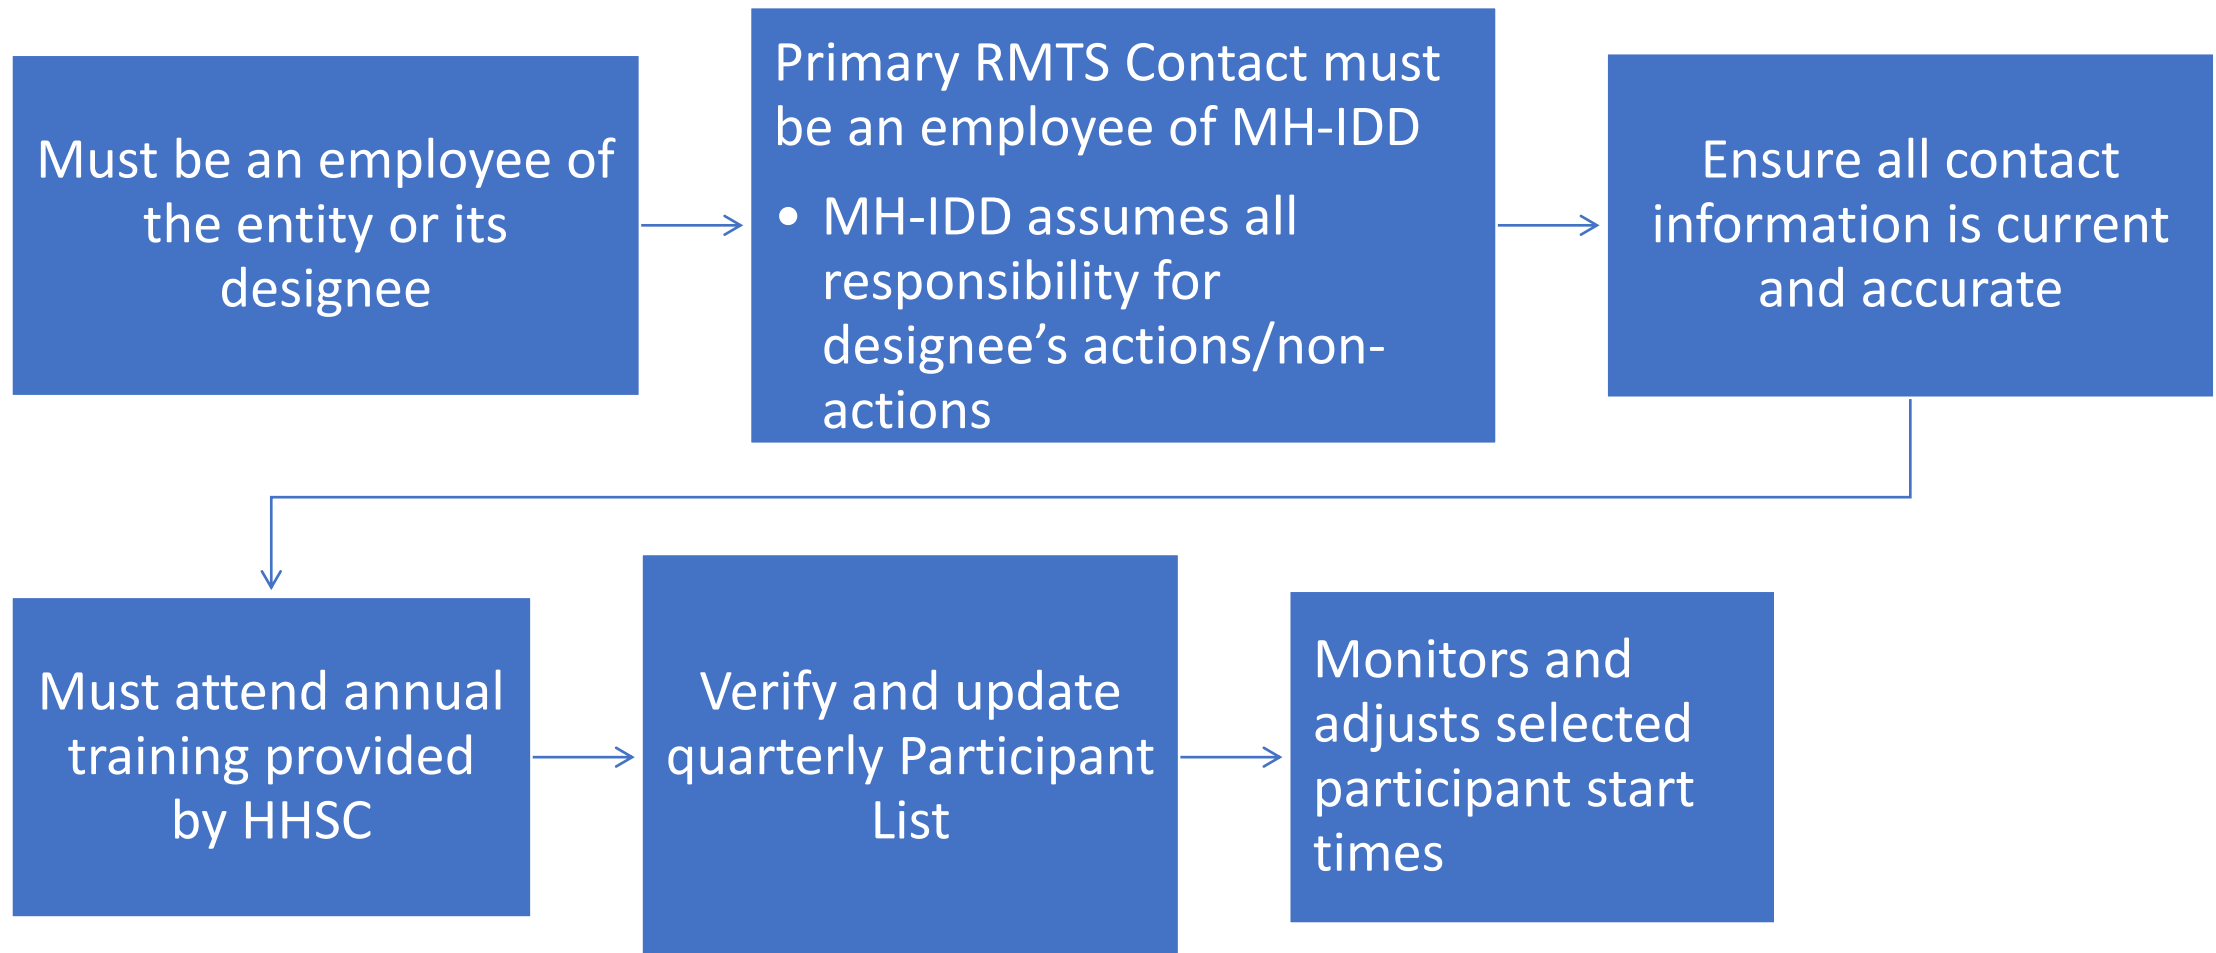 Must be an employee of
the entity or its
designee
Primary RMTS Contact must
be an employee of MH-IDD
• MH-IDD assumes all
responsibility for
designee’s actions/non-
actions
Ensure all contact
information is current
and accurate
Must attend annual
training provided
by HHSC
Verify and update
quarterly Participant
List
Monitors and
adjusts selected
participant start
times